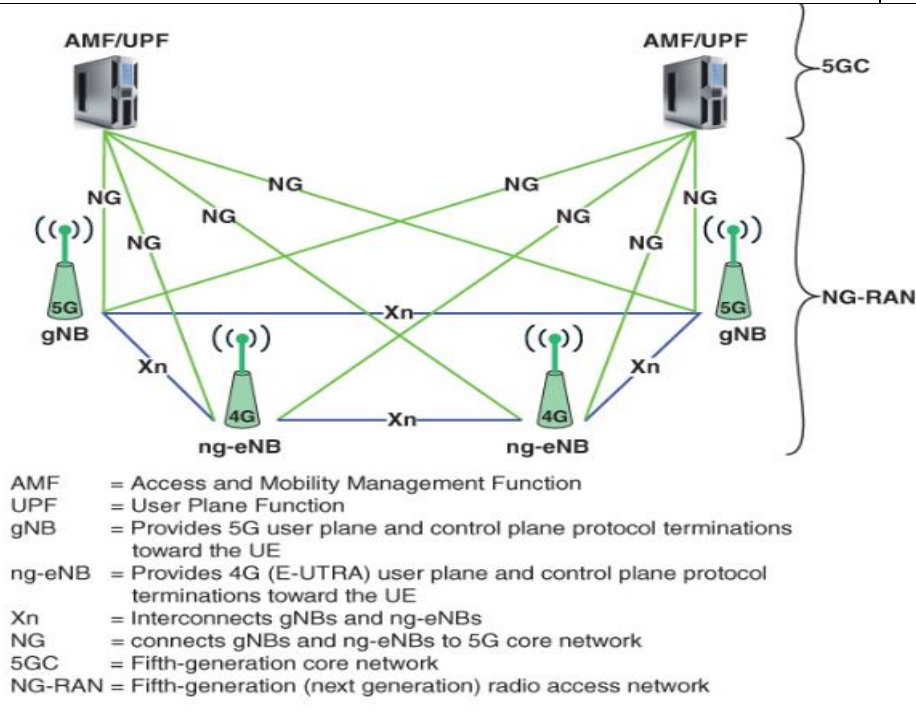 AMF/UPF
AMF/UPF
5GC
NG
NG
NG
NG
NG
NG
NG
NG
5G
gNB
Xn
5G
gNB
NG-RAN
Xn
Xn
4G
ng-eNB
Xn
4G
ng-eNB
AMF = Access and Mobility Management Function
UPF = User Plane Function
gNB = Provides 5G user plane and control plane protocol terminations
toward the UE
ng-eNB = Provides 4G (E-UTRA) user plane and control plane protocol
terminations toward the UE
Xn = Interconnects gNBs and ng-eNBs
NG = connects gNBs and ng-eNBs to 5G core network
5GC = Fifth-generation core network
NG-RAN = Fifth-generation (next generation) radio access network